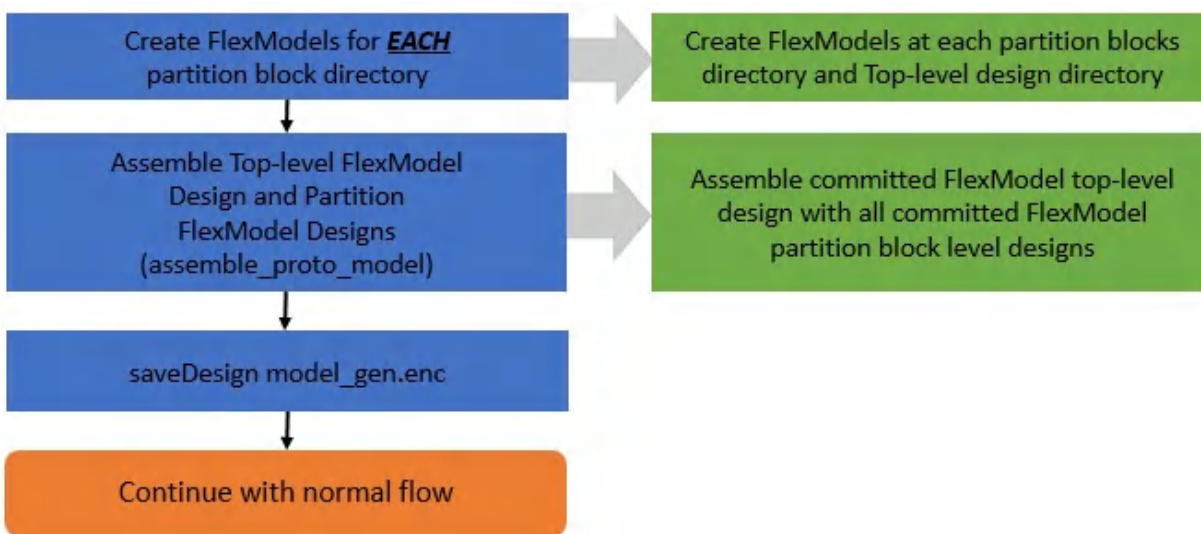 Create FlexModels for EACH
partition block directory
Create FlexModels at each partition blocks
directory and Top-level design directory
Assemble Top-level FlexModel
Design and Partition
FlexModel Designs
(assemble_proto_model)
Assemble committed FlexModel top-level
design with all committed FlexModel
partition block level designs
saveDesign model_gen.enc
Continue with normal flow